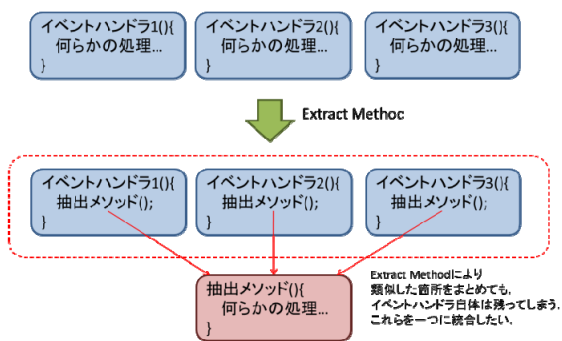 イベントハンドラ1(){
何らかの処理...
}
イベントハンドラ2(){
何らかの処理...
}
イベントハンドラ3(){
何らかの処理...
}
Extract Methoc
イベントハンドラ1(){
抽出メソッド();
}
イベントハンドラ2(){
抽出メソッド();
}
イベントハンドラ3(){
抽出メソッド();
}
抽出メソッド(){
何らかの処理...
}
Extract Methodにより
類似した箇所をまとめても,
イベントハンドラ自体は残ってしまう.
これらを一つに統合したい.